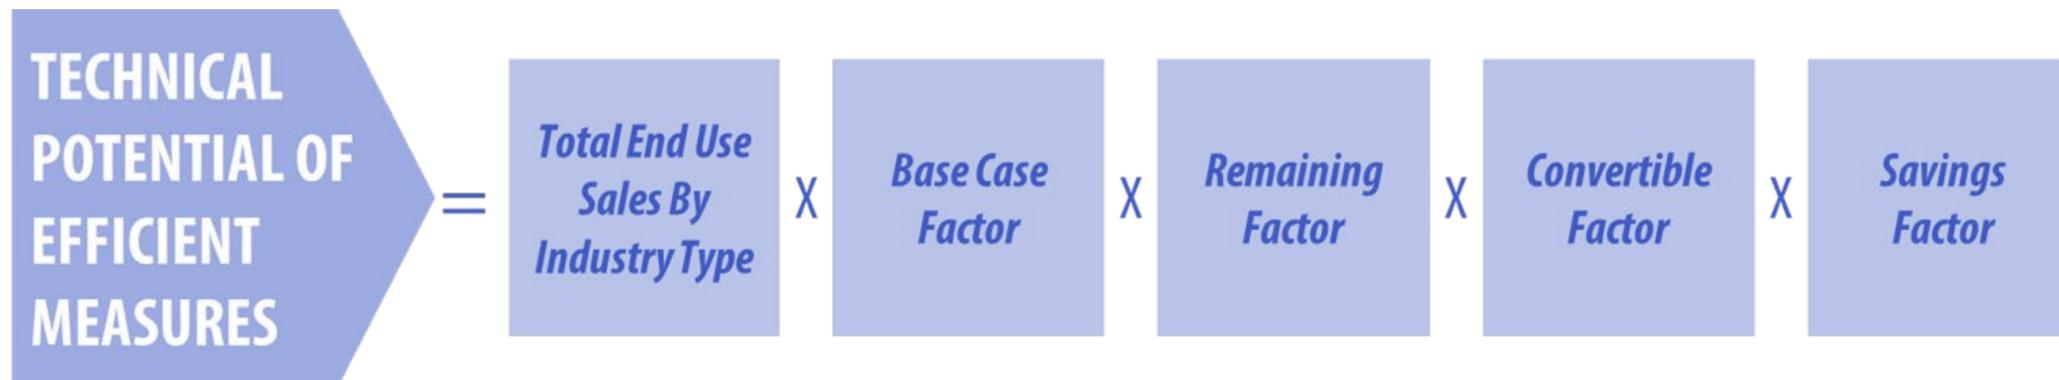 TECHNICAL
POTENTIAL OF
EFFICIENT
MEASURES
=
Total End Use
Sales By
Industry Type
X
Base Case
Factor
X
Remaining
Factor
X
Convertible
Factor
X
Savings
Factor